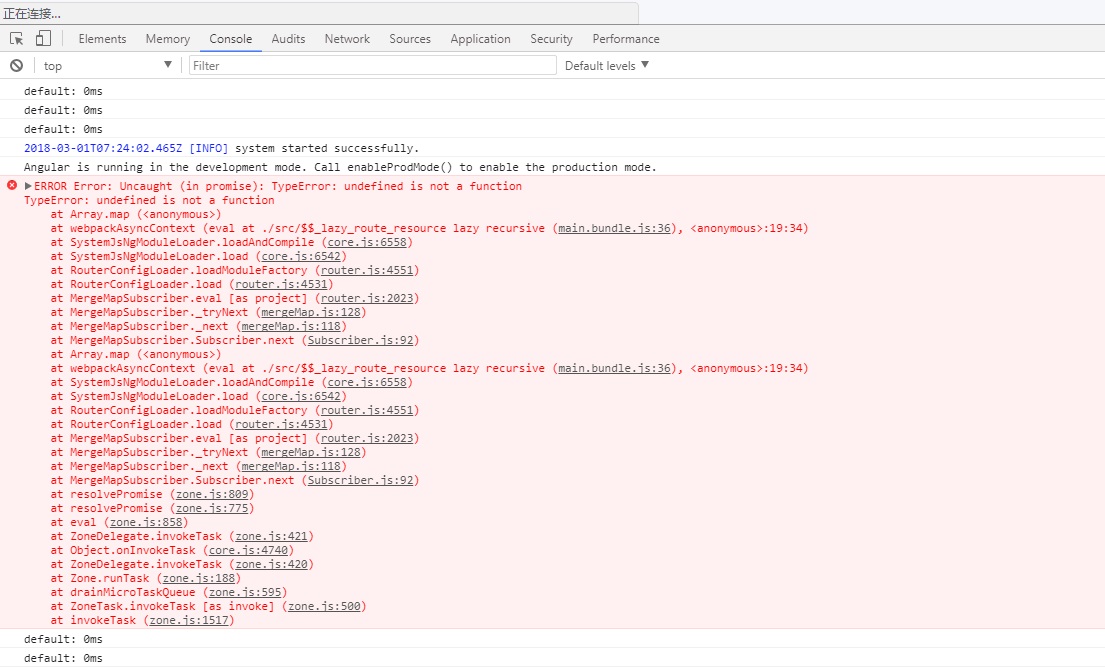 正在连接...
Elements Memory Console Audits Network Sources Application Security Performance
top ▼ Filter Default levels ▼
default: 0ms
default: 0ms
default: 0ms
2018-03-01T07:24:02.465Z [INFO] system started successfully.
Angular is running in the development mode. Call enableProdMode() to enable the production mode.
▶ERROR Error: Uncaught (in promise): TypeError: undefined is not a function
TypeError: undefined is not a function
at Array.map (<anonymous>)
at webpackAsyncContext (eval at ./src/$$_lazy_route_resource lazy recursive (main.bundle.js:36), <anonymous>:19:34)
at SystemJsNgModuleLoader.loadAndCompile (core.js:6558)
at SystemJsNgModuleLoader.load (core.js:6542)
at RouterConfigLoader.loadModuleFactory (router.js:4551)
at RouterConfigLoader.load (router.js:4531)
at MergeMapSubscriber.eval [as project] (router.js:2023)
at MergeMapSubscriber._tryNext (mergeMap.js:128)
at MergeMapSubscriber._next (mergeMap.js:118)
at MergeMapSubscriber.Subscriber.next (Subscriber.js:92)
at Array.map (<anonymous>)
at webpackAsyncContext (eval at ./src/$$_lazy_route_resource lazy recursive (main.bundle.js:36), <anonymous>:19:34)
at SystemJsNgModuleLoader.loadAndCompile (core.js:6558)
at SystemJsNgModuleLoader.load (core.js:6542)
at RouterConfigLoader.loadModuleFactory (router.js:4551)
at RouterConfigLoader.load (router.js:4531)
at MergeMapSubscriber.eval [as project] (router.js:2023)
at MergeMapSubscriber._tryNext (mergeMap.js:128)
at MergeMapSubscriber._next (mergeMap.js:118)
at MergeMapSubscriber.Subscriber.next (Subscriber.js:92)
at resolvePromise (zone.js:809)
at resolvePromise (zone.js:775)
at eval (zone.js:858)
at ZoneDelegate.invokeTask (zone.js:421)
at Object.onInvokeTask (core.js:4740)
at ZoneDelegate.invokeTask (zone.js:420)
at Zone.runTask (zone.js:188)
at drainMicroTaskQueue (zone.js:595)
at ZoneTask.invokeTask [as invoke] (zone.js:500)
at invokeTask (zone.js:1517)
default: 0ms
default: 0ms